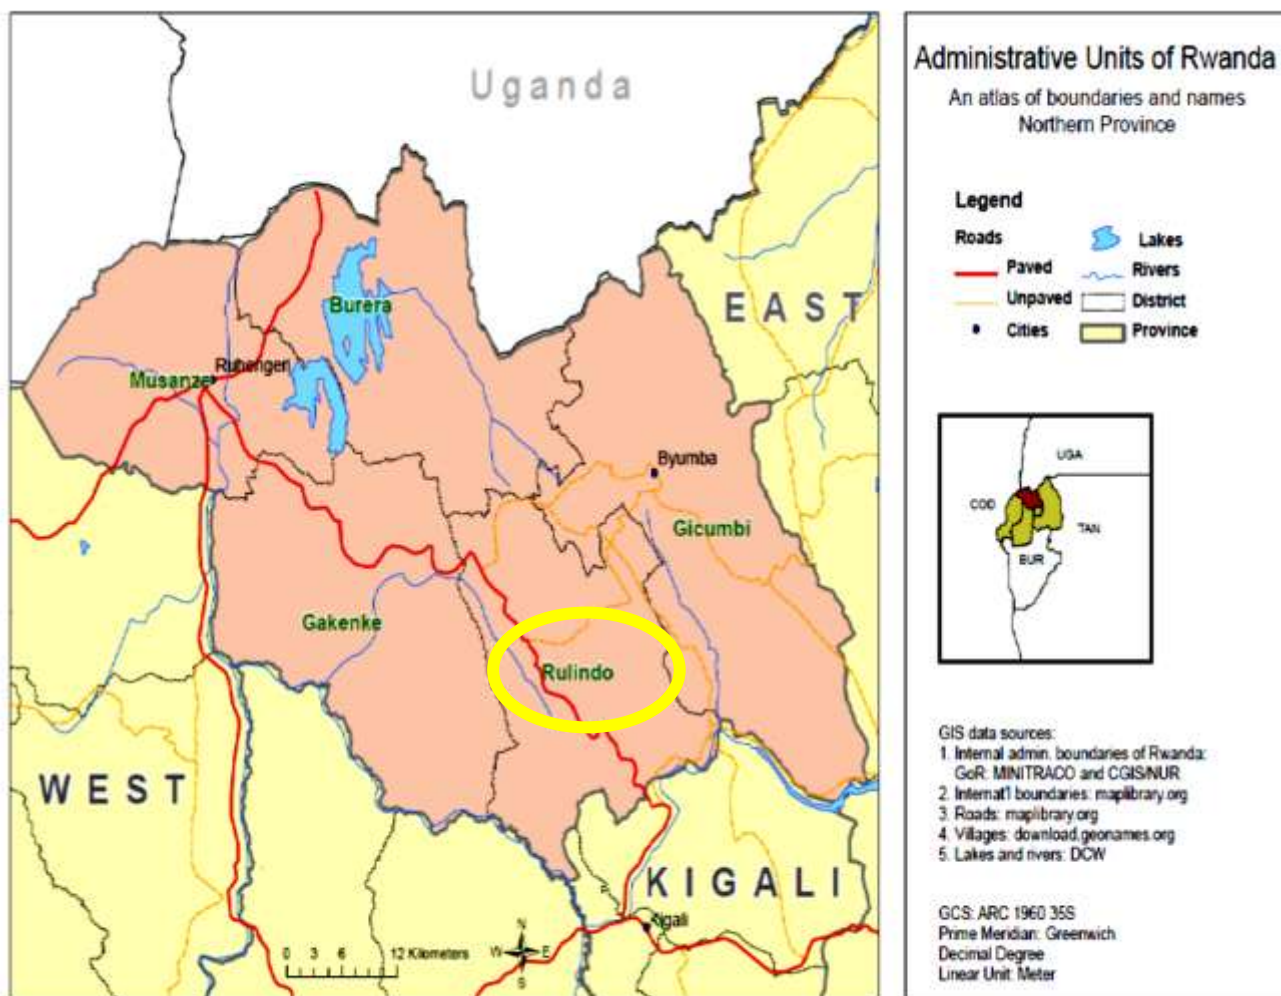 Uganda
EAST
Burera
Ruhengeri
Musanze
Byumba
Gicumbi
Gakenke
Rulindo
WEST
KIGALI
Kigali
0 3 6 12 Kilometers
N
W E
S
Administrative Units of Rwanda
An atlas of boundaries and names
Northern Province
Legend
Roads
Paved
Unpaved
Cities
Lakes
Rivers
District
Province
UGA
COD
TAN
BUR
GIS data sources:
1. Internal admin. boundaries of Rwanda:
GoR: MINITRACO and CGIS/NUR
2. Internat'l boundaries: maplibrary.org
3. Roads: maplibrary.org
4. Villages: download.geonames.org
5. Lakes and rivers: DCW
GCS: ARC 1960 35S
Prime Meridian: Greenwich
Decimal Degree
Linear Unit: Meter